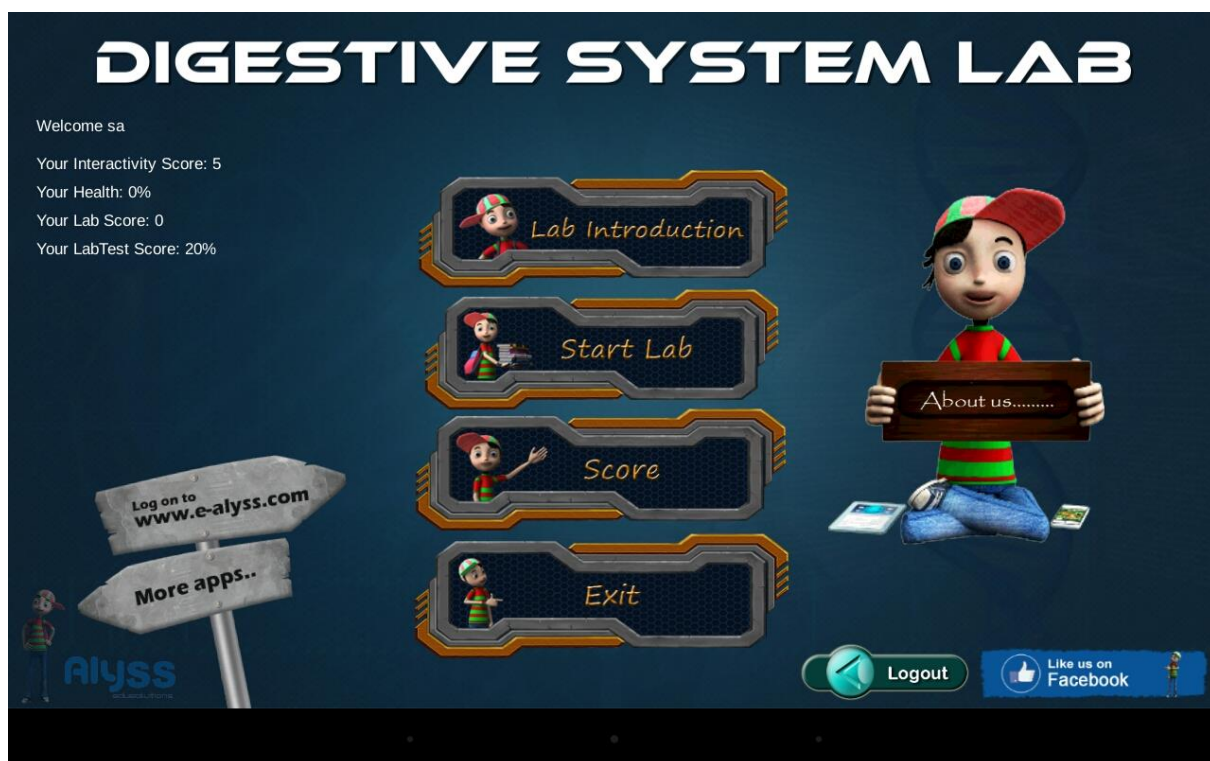 DIGESTIVE SYSTEM LAB
Welcome sa
Your Interactivity Score: 5
Your Health: 0%
Your Lab Score: 0
Your LabTest Score: 20%
Lab Introduction
Start Lab
Score
Exit
About us.........
Log on to
www.e-alyss.com
More apps..
Alyss
Logout
Like us on
Facebook